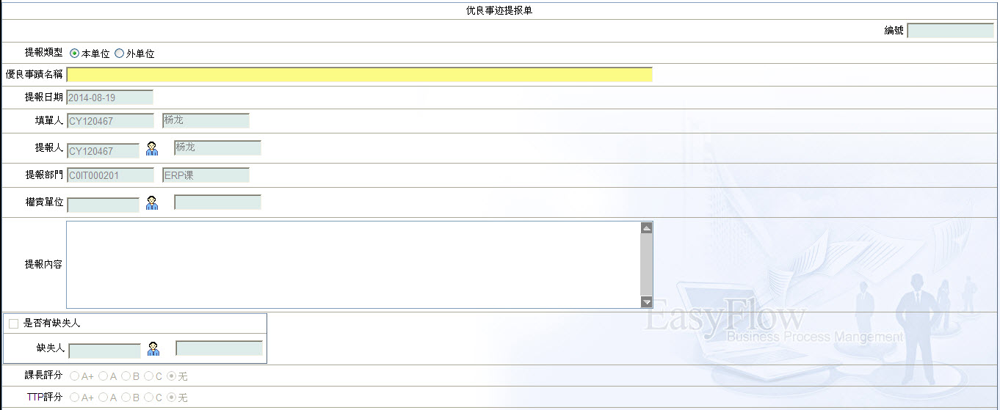 优良事迹提报单
編號
提報類型 本单位 外单位
優良事蹟名稱
提報日期 2014-08-19
填單人 CY120467 杨龙
提報人 CY120467 杨龙
提報部門 C0IT000201 ERP课
權責單位
提報内容
EasyFlow
Business Process Mangement
是否有缺失人
缺失人
課長評分 A+ A B C 无
TTP評分 A+ A B C 无